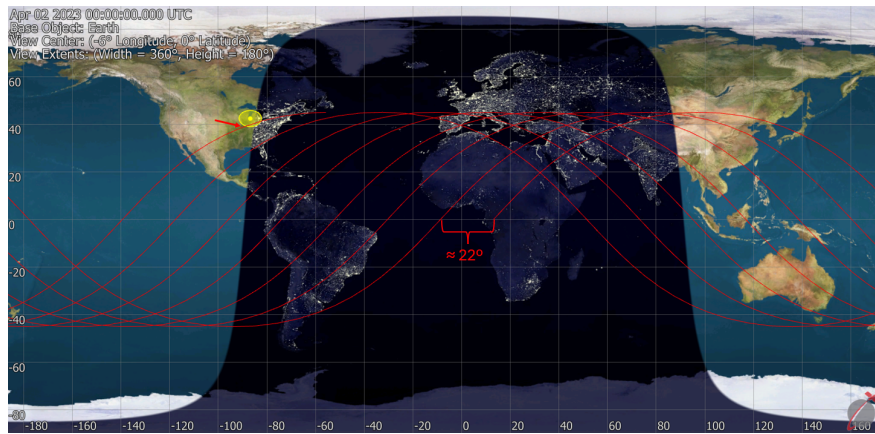 Apr 02 2023 00:00:00.000 UTC
Base Object: Earth
View Center: (-6° Longitude, 0° Latitude)
View Extents: (Width = 360°, Height = 180°)
60
40
20
0
≈ 22°
-20
-40
-60
-80
-180 -160 -140 -120 -100 -80 -60 -40 -20 0 20 40 60 80 100 120 140 160